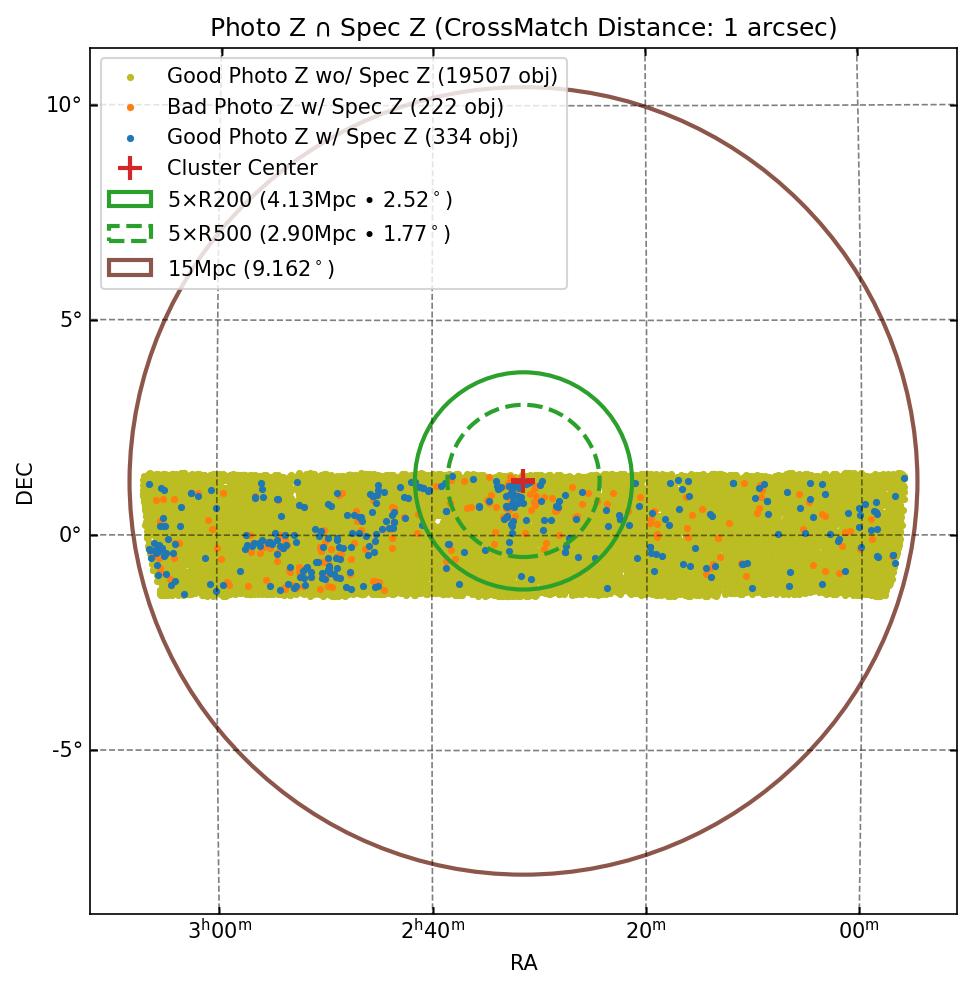 Photo Z ∩ Spec Z (CrossMatch Distance: 1 arcsec)
Good Photo Z wo/ Spec Z (19507 obj)
Bad Photo Z w/ Spec Z (222 obj)
Good Photo Z w/ Spec Z (334 obj)
Cluster Center
5×R200 (4.13Mpc • 2.52°)
5×R500 (2.90Mpc • 1.77°)
15Mpc (9.162°)
10°
5°
0°
-5°
DEC
3ʰ00ᵐ 2ʰ40ᵐ 20ᵐ 00ᵐ
RA